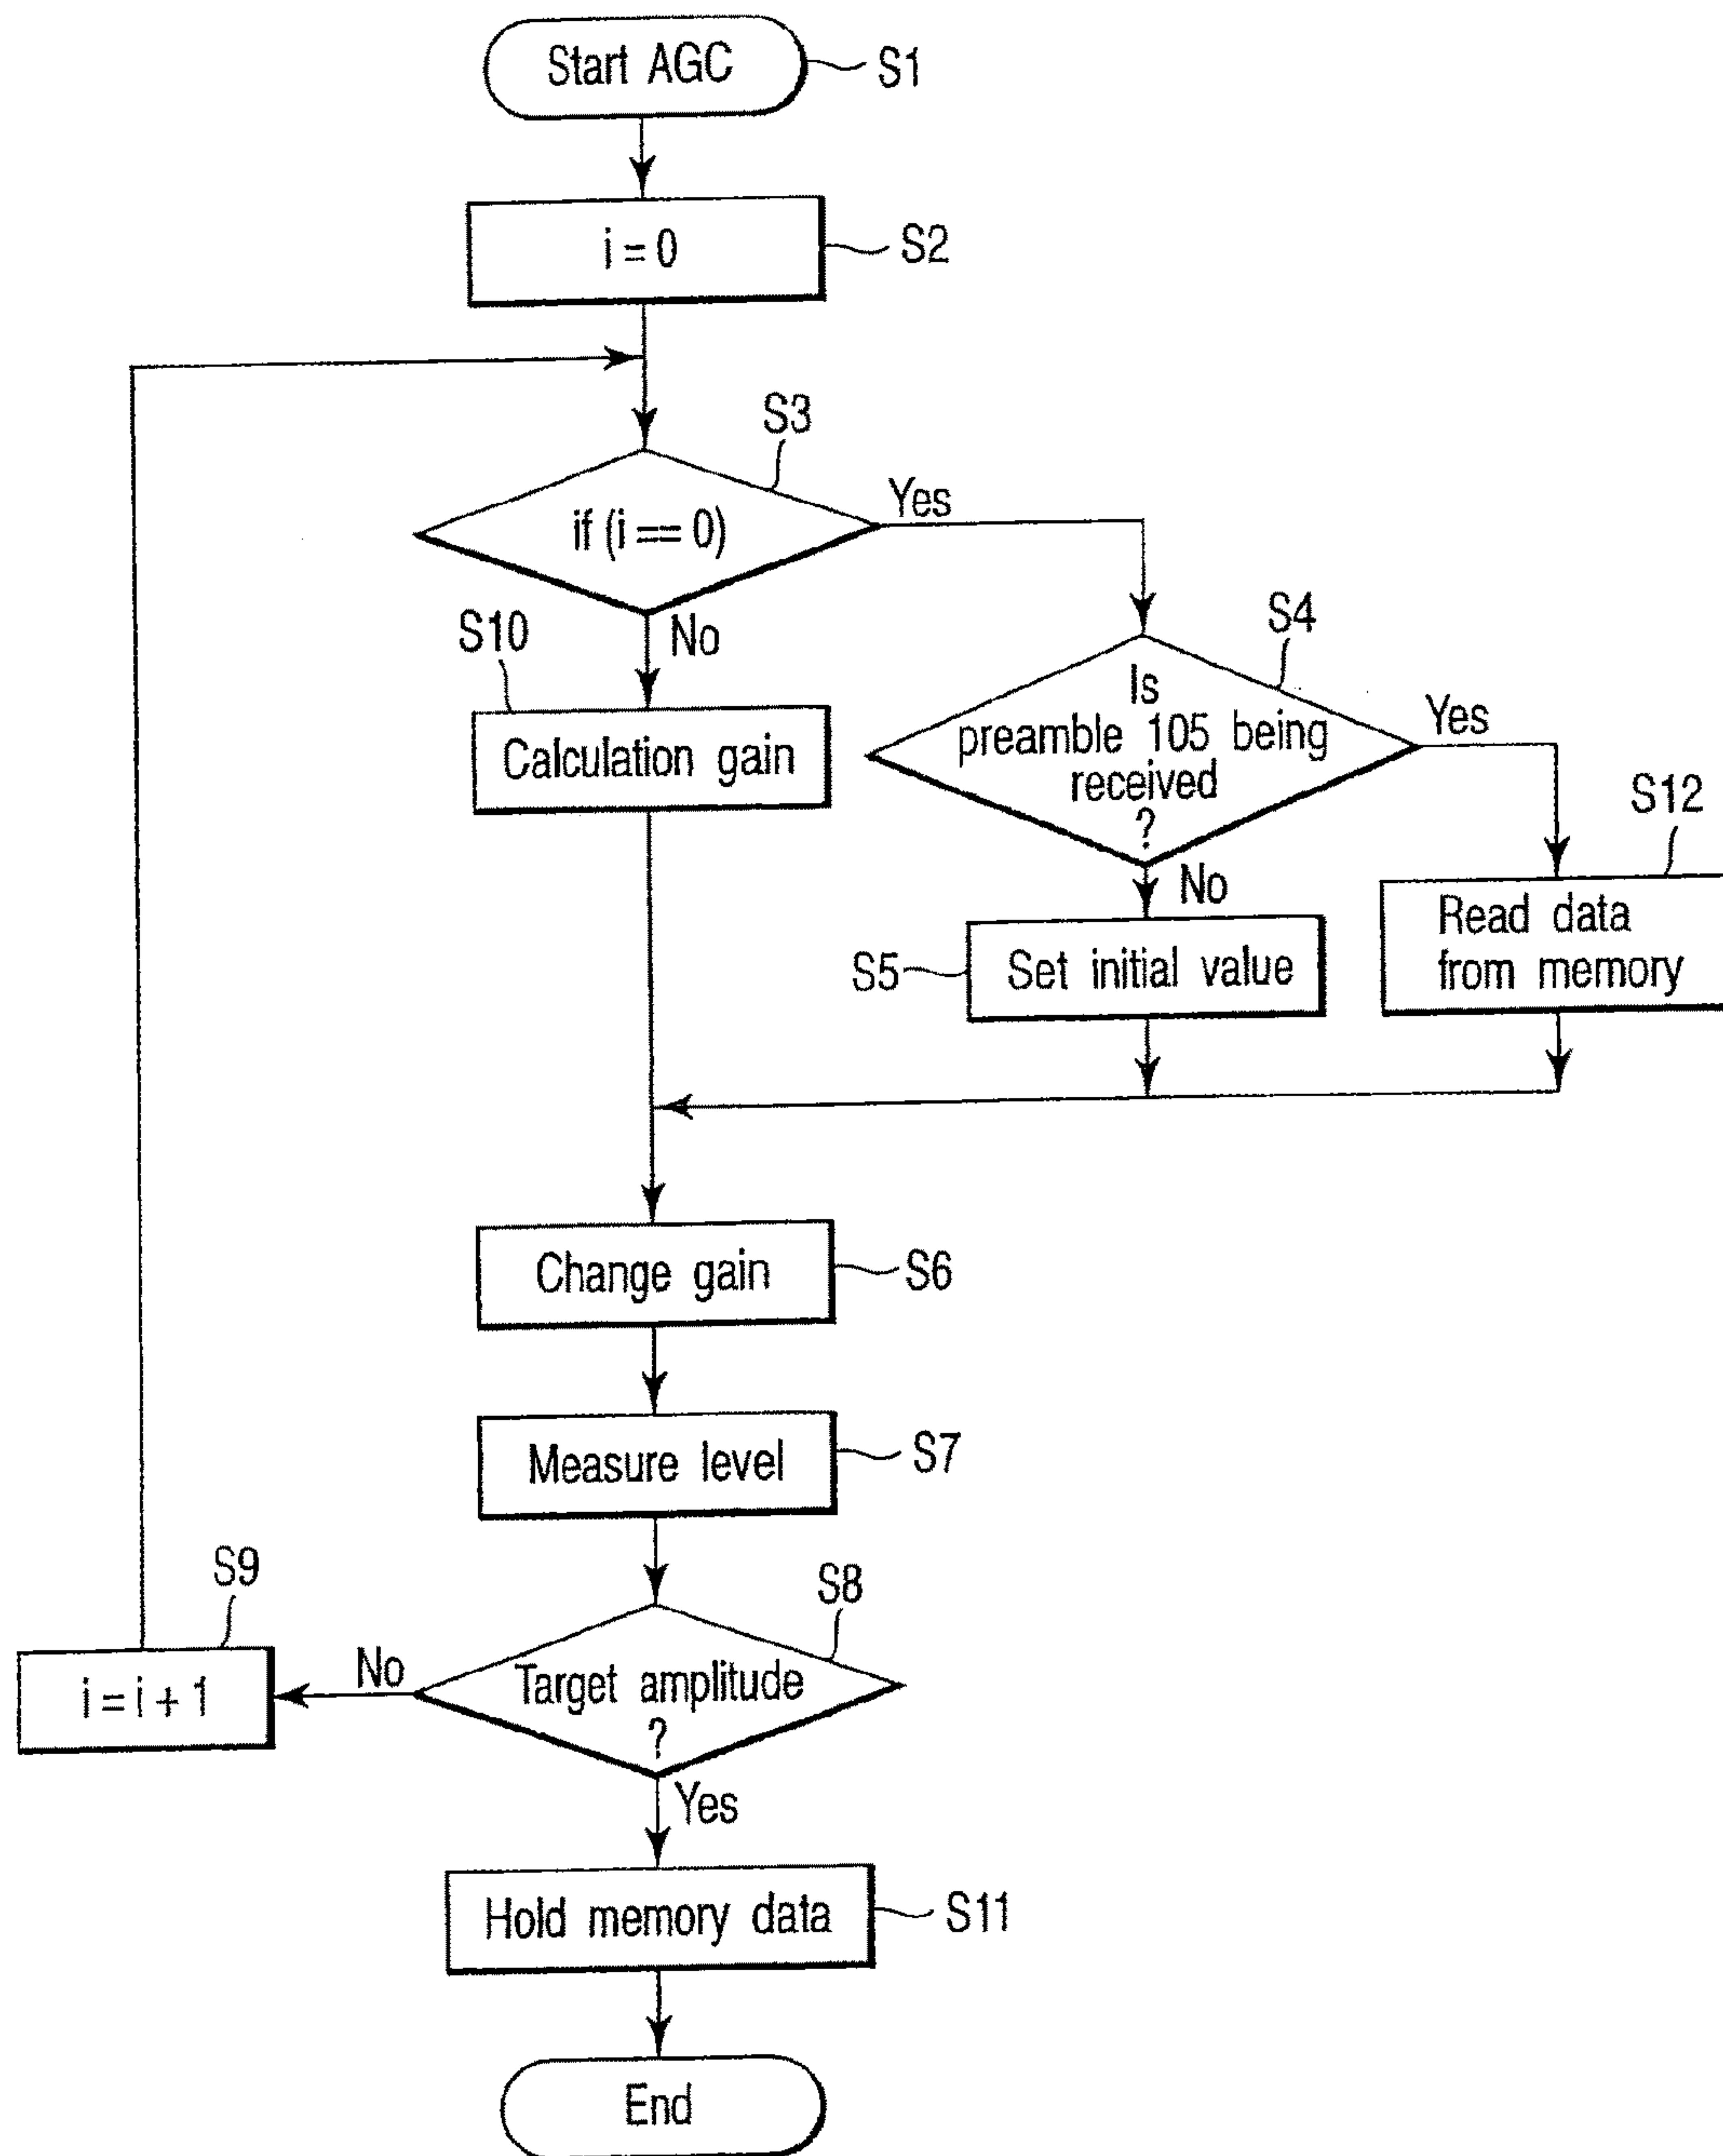 Start AGC
S1
i = 0
S2
S3
if (i == 0)
Yes
No
S10
Calculation gain
S4
Is
preamble 105 being
received
?
Yes
No
S12
Read data
from memory
S5
Set initial value
Change gain
S6
Measure level
S7
S8
Target amplitude
?
No
S9
i = i + 1
Yes
Hold memory data
S11
End